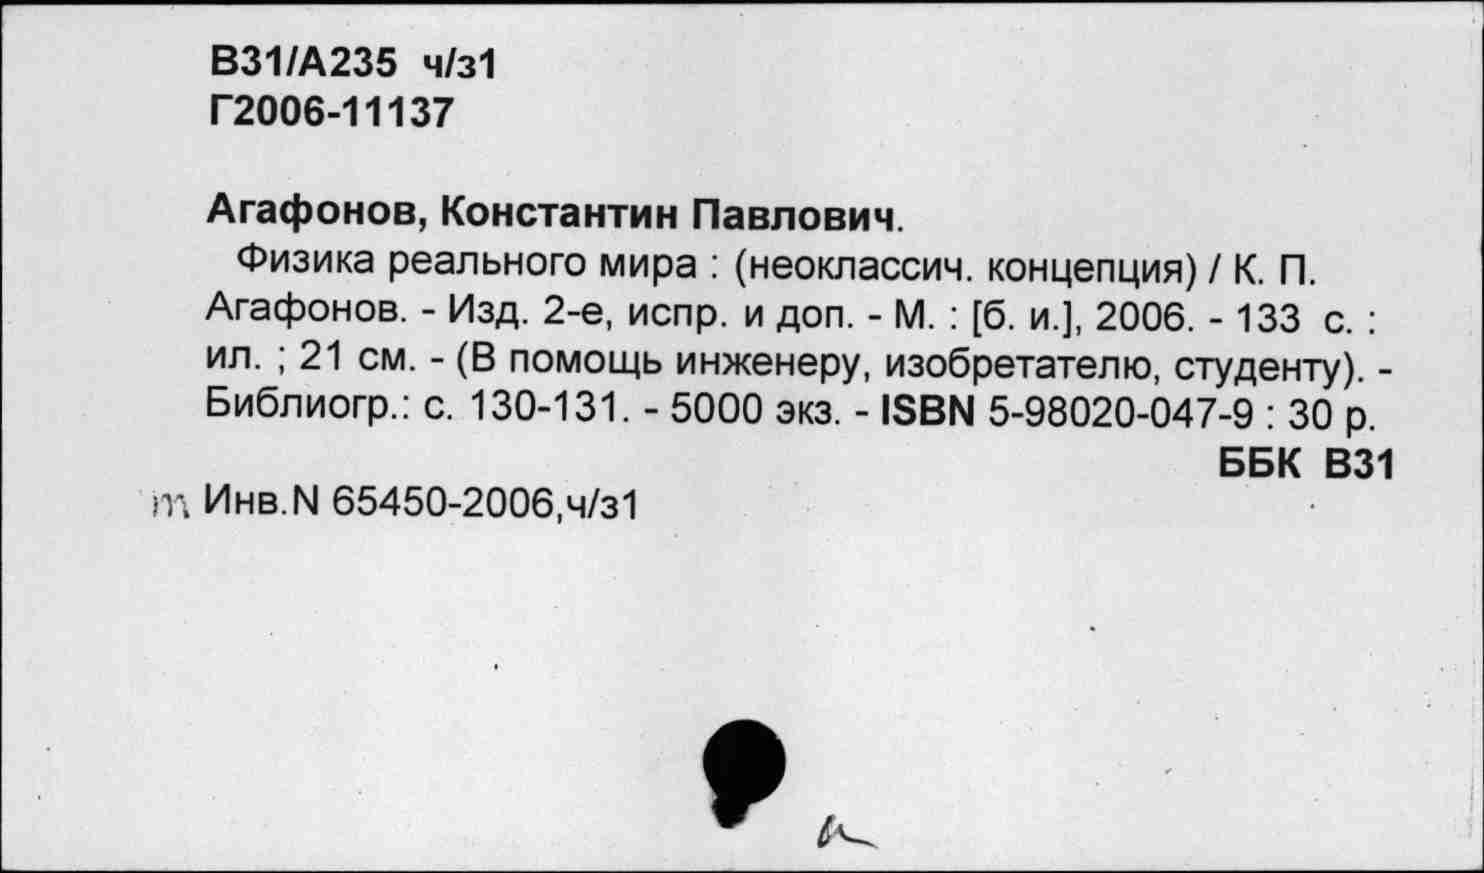 В31/А235 ч/з1
Г2006-11137
Агафонов, Константин Павлович.
Физика реального мира : (неоклассич. концепция) / К. П.
Агафонов. - Изд. 2-е, испр. и доп. - М. : [б. и.], 2006. - 133 с. :
ил. ; 21 см. - (В помощь инженеру, изобретателю, студенту). -
Библиогр.: с. 130-131. - 5000 экз. - ISBN 5-98020-047-9 : 30 р.
ББК В31
Инв.N 65450-2006,ч/з1